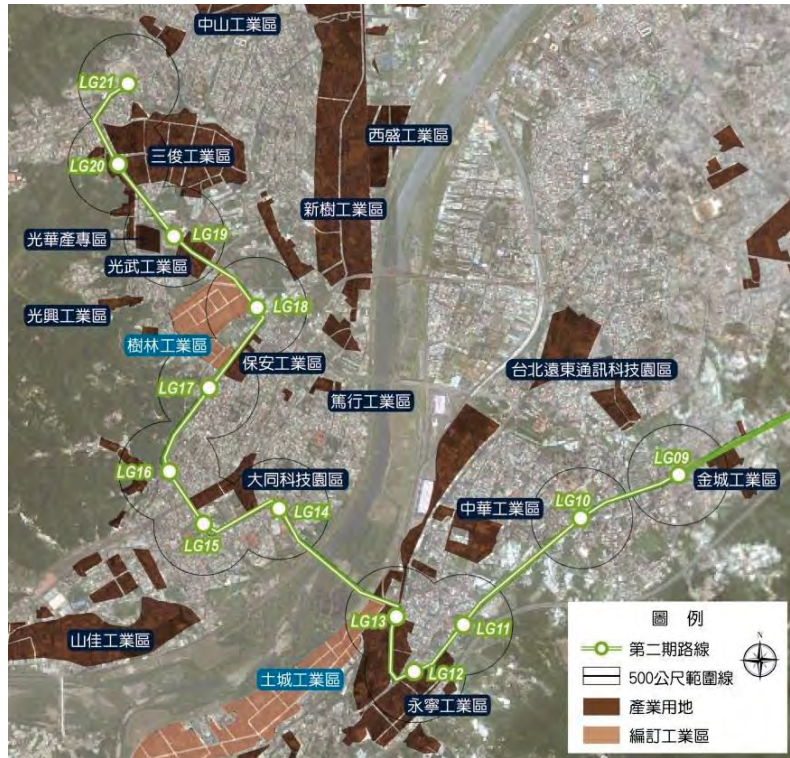 中山工業區
LG21
西盛工業區
三俊工業區
LG20
新樹工業區
光華產專區
LG19
光武工業區
光興工業區
LG18
樹林工業區
保安工業區
台北遠東通訊科技園區
LG17
篤行工業區
LG16
大同科技園區
LG09
金城工業區
LG14
中華工業區
LG10
LG15
LG13
LG11
山佳工業區
土城工業區
LG12
永寧工業區
圖 例
N
第二期路線
500公尺範圍線
產業用地
編訂工業區